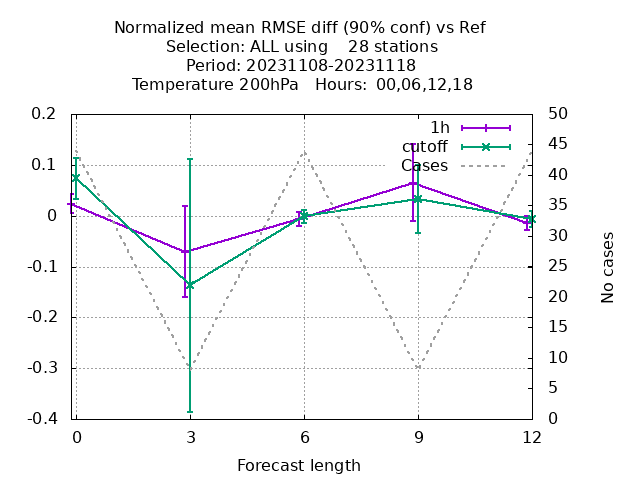 Normalized mean RMSE diff (90% conf) vs Ref
Selection: ALL using    28 stations
Period: 20231108-20231118
Temperature 200hPa   Hours:  00,06,12,18
1h
cutoff
Cases
0.2
0.1
0
-0.1
-0.2
-0.3
-0.4
50
45
40
35
30
25
20
15
10
5
0
No cases
0 3 6 9 12
Forecast length